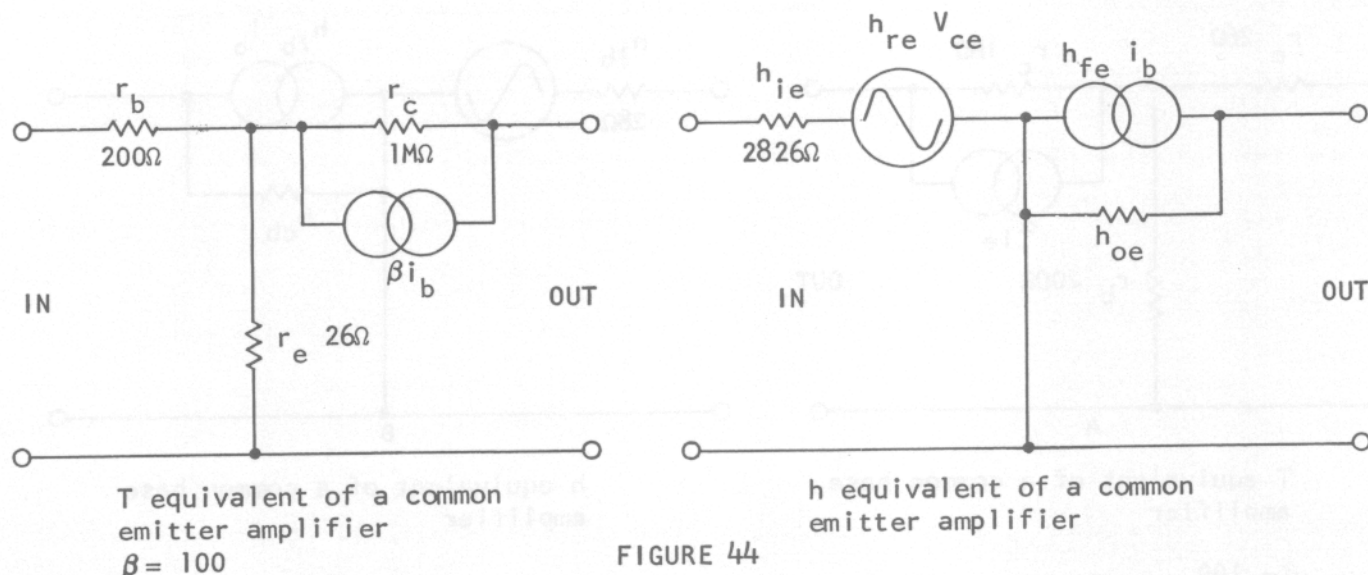 r_b
200Ω
r_c
1MΩ
βi_b
IN
OUT
r_e 26Ω
T equivalent of a common
emitter amplifier
β = 100
h_re V_ce
h_ie
2826Ω
h_fe i_b
h_oe
IN
OUT
h equivalent of a common
emitter amplifier
FIGURE 44